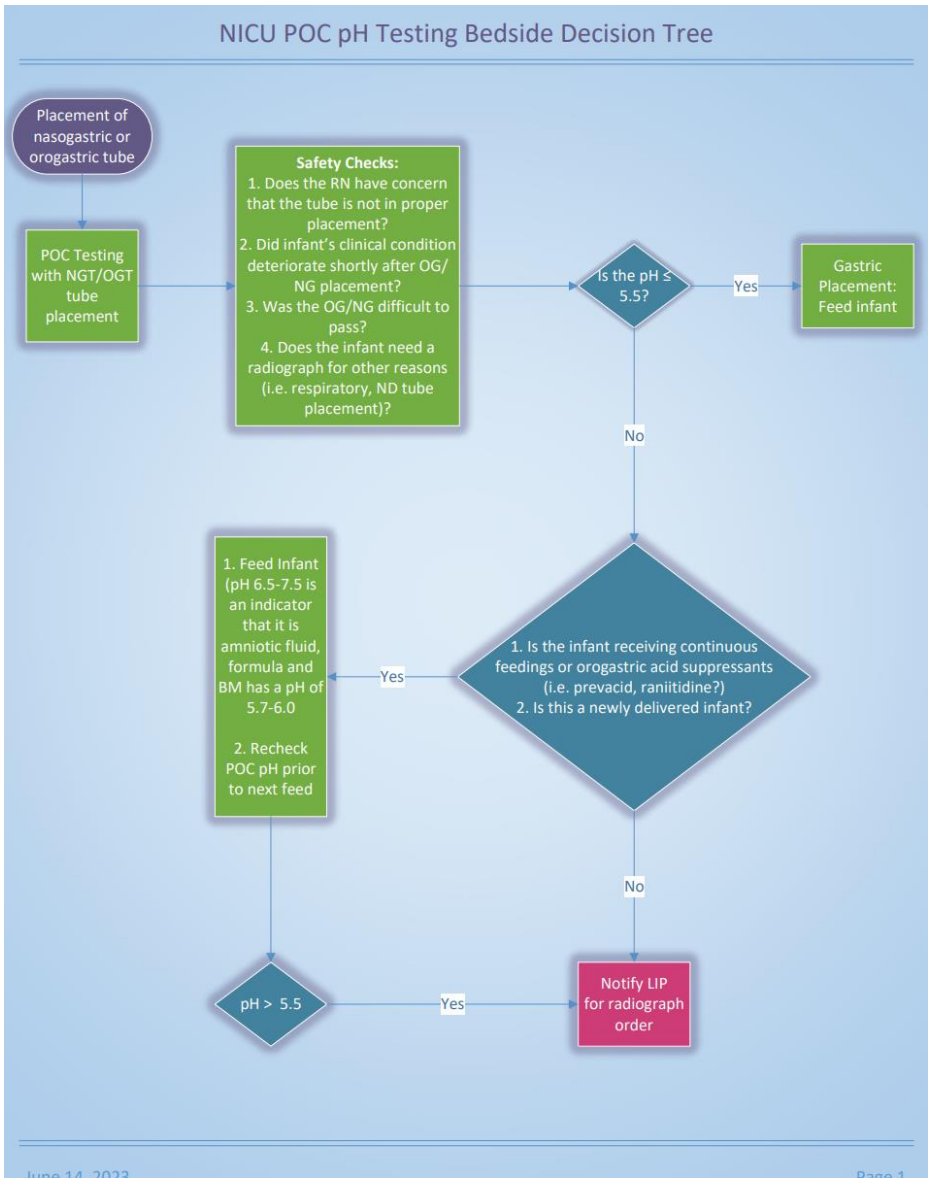 NICU POC pH Testing Bedside Decision Tree
Placement of
nasogastric or
orogastric tube
POC Testing
with NGT/OGT
tube
placement
Safety Checks:
1. Does the RN have concern
that the tube is not in proper
placement?
2. Did infant's clinical condition
deteriorate shortly after OG/
NG placement?
3. Was the OG/NG difficult to
pass?
4. Does the infant need a
radiograph for other reasons
(i.e. respiratory, ND tube
placement)?
Is the pH ≤
5.5?
Yes
Gastric
Placement:
Feed infant
No
1. Is the infant receiving continuous
feedings or orogastric acid suppressants
(i.e. prevacid, raniitidine?)
2. Is this a newly delivered infant?
Yes
1. Feed Infant
(pH 6.5-7.5 is
an indicator
that it is
amniotic fluid,
formula and
BM has a pH of
5.7-6.0
2. Recheck
POC pH prior
to next feed
No
pH > 5.5
Yes
Notify LIP
for radiograph
order
June 14, 2023
Page 1